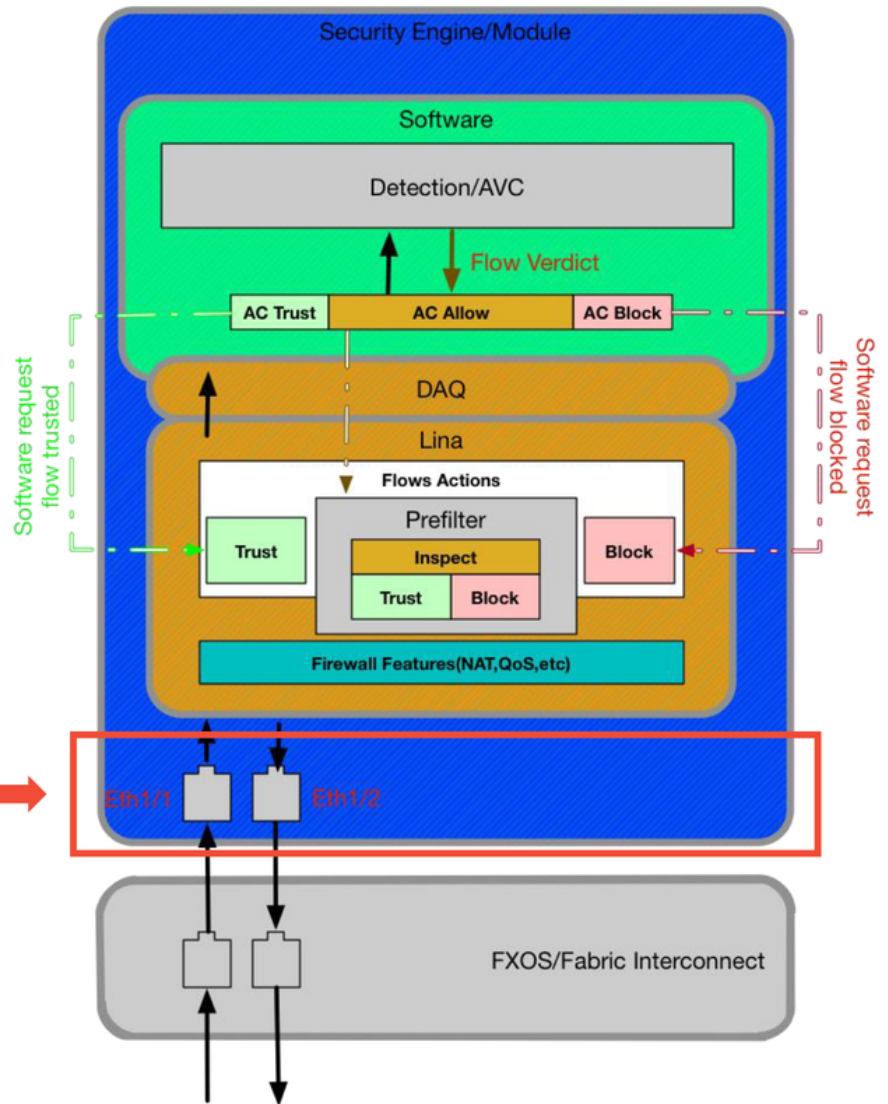 Security Engine/Module
Software
Detection/AVC
Flow Verdict
AC Trust
AC Allow
AC Block
Software request
flow trusted
Software request
flow blocked
DAQ
Lina
Flows Actions
Prefilter
Inspect
Trust
Block
Trust
Block
Firewall Features(NAT,QoS,etc)
Eth1/1
Eth1/2
FXOS/Fabric Interconnect